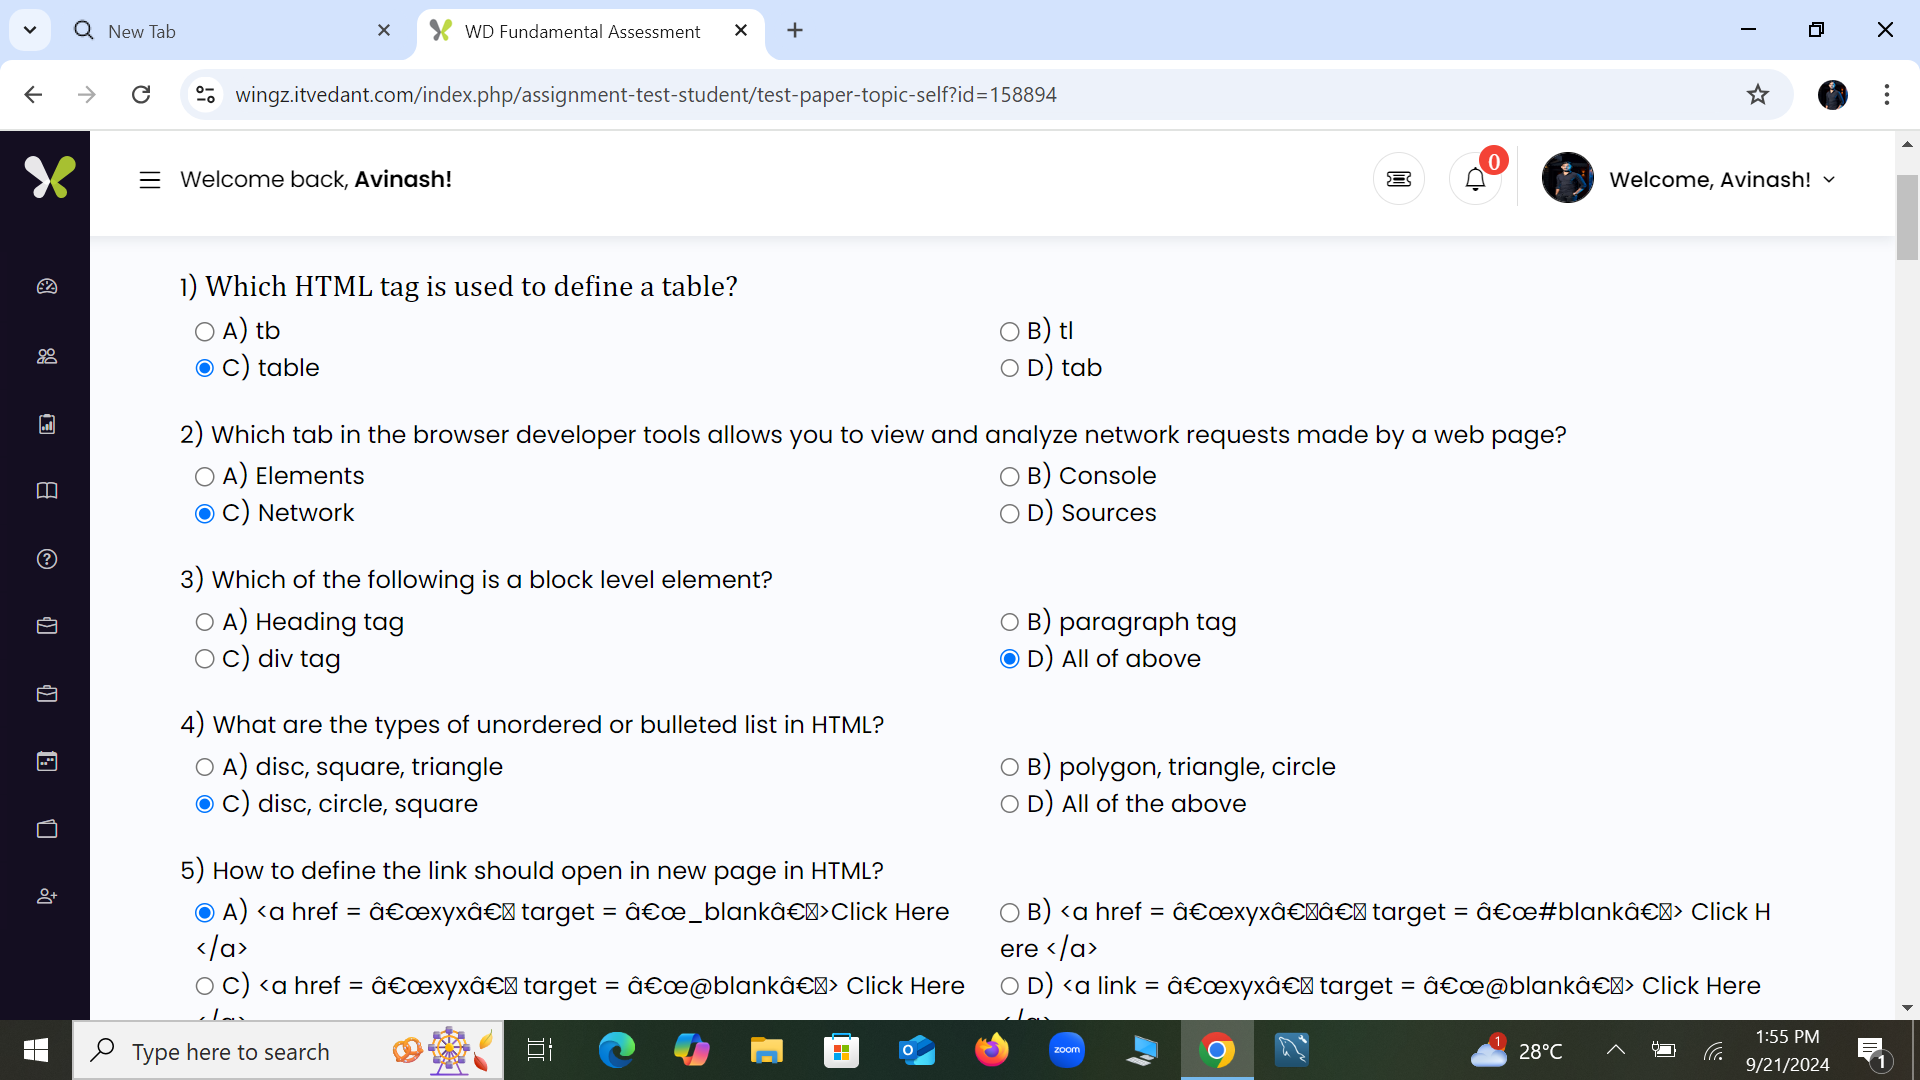 New Tab
WD Fundamental Assessment
wingz.itvedant.com/index.php/assignment-test-student/test-paper-topic-self?id=158894
Welcome back, Avinash!
0
Welcome, Avinash!
1) Which HTML tag is used to define a table?
A) tb
B) tl
C) table
D) tab
2) Which tab in the browser developer tools allows you to view and analyze network requests made by a web page?
A) Elements
B) Console
C) Network
D) Sources
3) Which of the following is a block level element?
A) Heading tag
B) paragraph tag
C) div tag
D) All of above
4) What are the types of unordered or bulleted list in HTML?
A) disc, square, triangle
B) polygon, triangle, circle
C) disc, circle, square
D) All of the above
5) How to define the link should open in new page in HTML?
A) <a href = â€œxyxâ€ target = â€œ_blankâ€>Click Here
</a>
B) <a href = â€œxyxâ€â€ target = â€œ#blankâ€> Click H
ere </a>
C) <a href = â€œxyxâ€ target = â€œ@blankâ€> Click Here
</a>
D) <a link = â€œxyxâ€ target = â€œ@blankâ€> Click Here
</a>
Type here to search
zoom
1
28°C
1:55 PM
9/21/2024
1